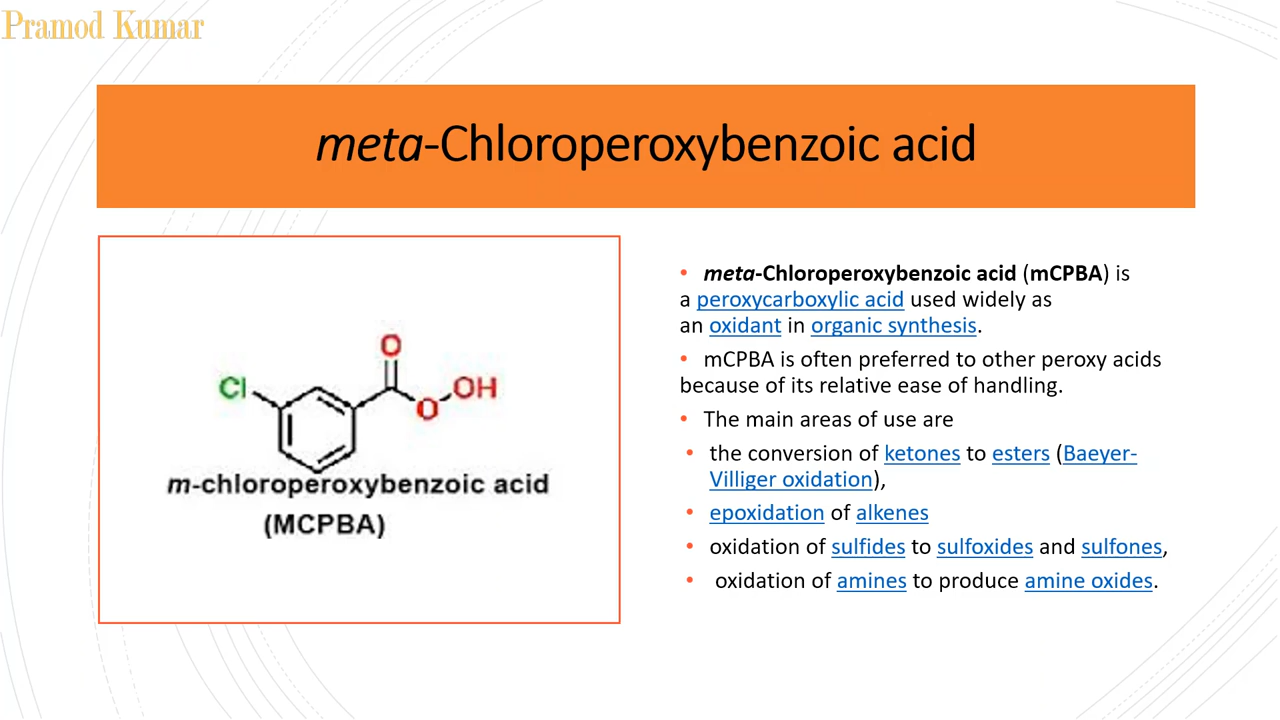 Pramod Kumar
meta-Chloroperoxybenzoic acid
Cl
O
O
OH
m-chloroperoxybenzoic acid
(MCPBA)
• meta-Chloroperoxybenzoic acid (mCPBA) is
a peroxycarboxylic acid used widely as
an oxidant in organic synthesis.
• mCPBA is often preferred to other peroxy acids
because of its relative ease of handling.
• The main areas of use are
• the conversion of ketones to esters (Baeyer-
Villiger oxidation),
• epoxidation of alkenes
• oxidation of sulfides to sulfoxides and sulfones,
• oxidation of amines to produce amine oxides.